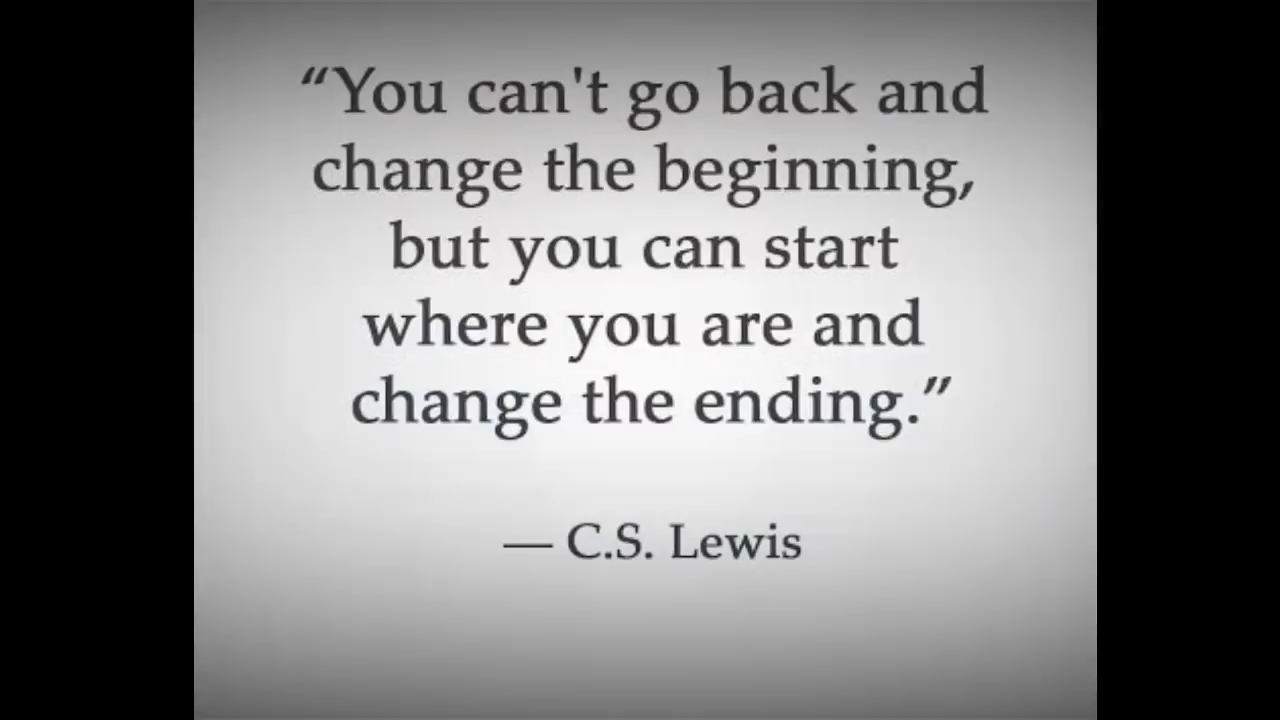 “You can't go back and
change the beginning,
but you can start
where you are and
change the ending.”
— C.S. Lewis